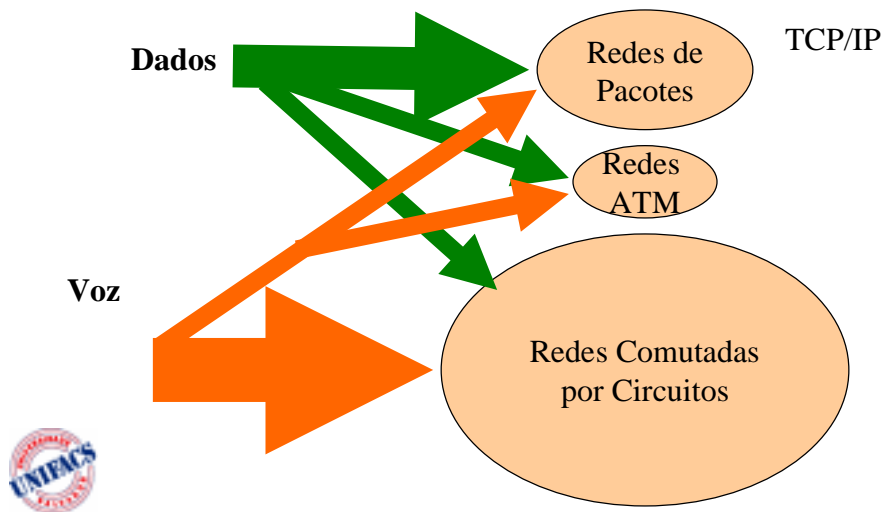 Dados
Redes de
Pacotes
TCP/IP
Redes
ATM
Voz
Redes Comutadas
por Circuitos
UNIFACS